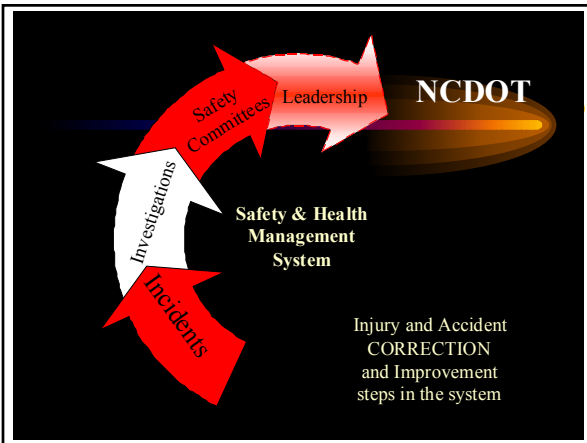 NCDOT
Leadership
Safety
Committees
Investigations
Incidents
Safety & Health
Management
System
Injury and Accident
CORRECTION
and Improvement
steps in the system